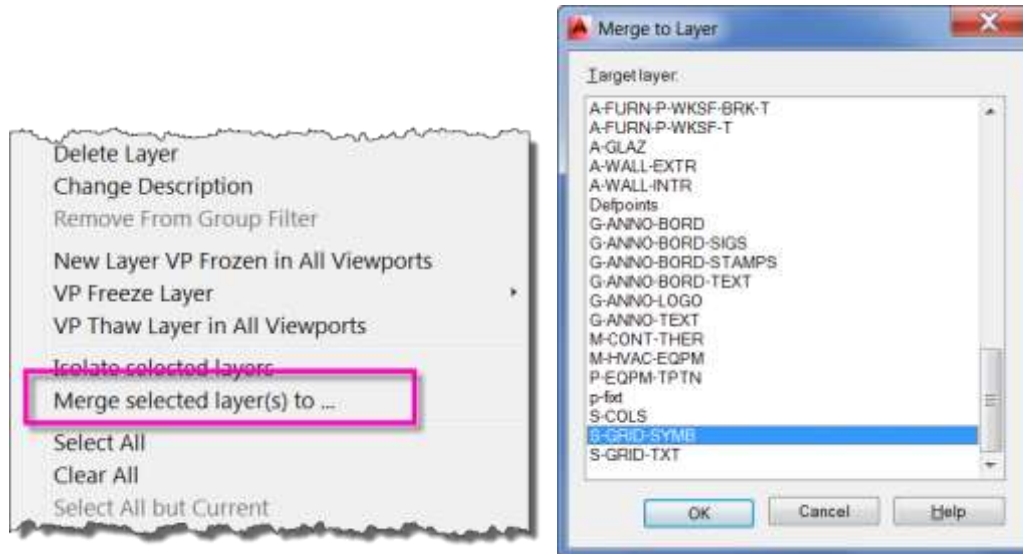 Delete Layer
Change Description
Remove From Group Filter
New Layer VP Frozen in All Viewports
VP Freeze Layer
VP Thaw Layer in All Viewports
Isolate selected layers
Merge selected layer(s) to ...
Select All
Clear All
Select All but Current
Merge to Layer
Target layer:
A-FURN-P-WKSF-BRK-T
A-FURN-P-WKSF-T
A-GLAZ
A-WALL-EXTR
A-WALL-INTR
Defpoints
G-ANNO-BORD
G-ANNO-BORD-SIGS
G-ANNO-BORD-STAMPS
G-ANNO-BORD-TEXT
G-ANNO-LOGO
G-ANNO-TEXT
M-CONT-THER
M-HVAC-EQPM
P-EQPM-TPTN
p-fixt
S-COLS
S-GRID-SYMB
S-GRID-TXT
OK
Cancel
Help